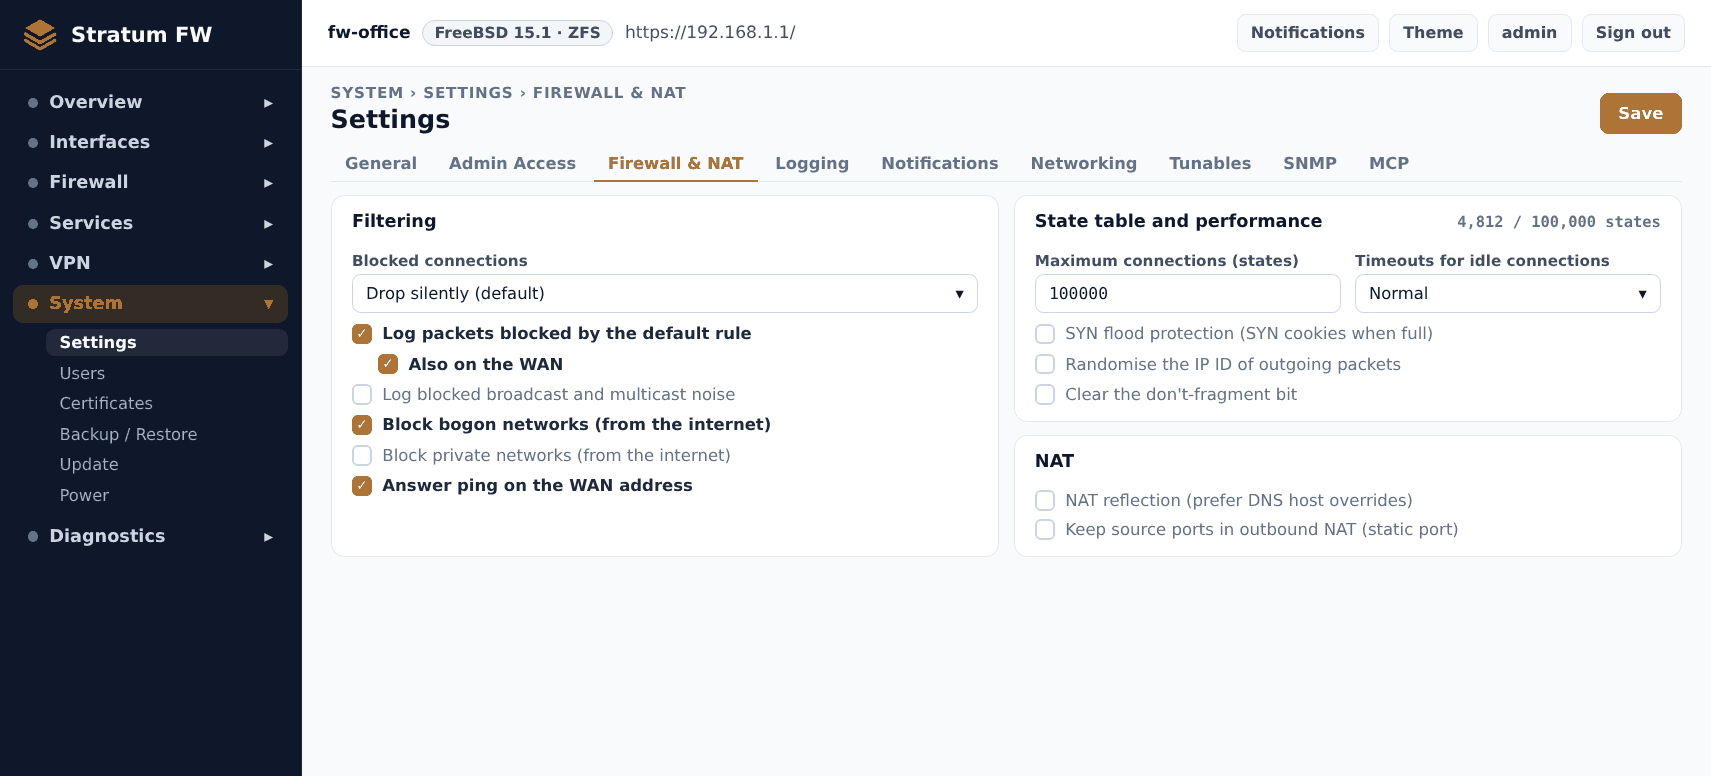 Stratum FW
fw-office FreeBSD 15.1 · ZFS https://192.168.1.1/ Notifications Theme admin Sign out
Overview ▶
Interfaces ▶
Firewall ▶
Services ▶
VPN ▶
System ▼
Settings
Users
Certificates
Backup / Restore
Update
Power
Diagnostics ▶
SYSTEM › SETTINGS › FIREWALL & NAT
Settings
Save
General Admin Access Firewall & NAT Logging Notifications Networking Tunables SNMP MCP
Filtering
Blocked connections
Drop silently (default) ▼
✓ Log packets blocked by the default rule
✓ Also on the WAN
Log blocked broadcast and multicast noise
✓ Block bogon networks (from the internet)
Block private networks (from the internet)
✓ Answer ping on the WAN address
State table and performance 4,812 / 100,000 states
Maximum connections (states) Timeouts for idle connections
100000 Normal ▼
SYN flood protection (SYN cookies when full)
Randomise the IP ID of outgoing packets
Clear the don't-fragment bit
NAT
NAT reflection (prefer DNS host overrides)
Keep source ports in outbound NAT (static port)